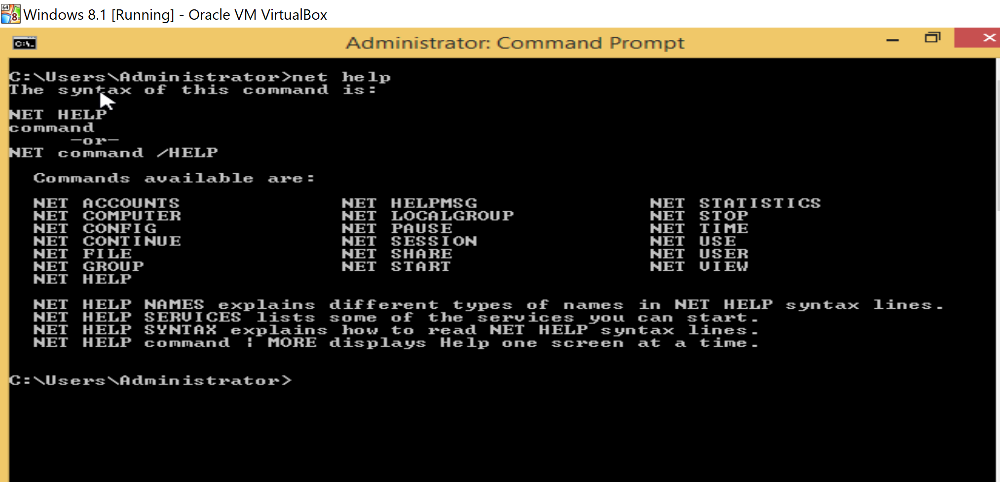 Windows 8.1 [Running] - Oracle VM VirtualBox
Administrator: Command Prompt
C:\Users\Administrator>net help
The syntax of this command is:
NET HELP
command
-or-
NET command /HELP
Commands available are:
NET ACCOUNTS NET HELPMSG NET STATISTICS
NET COMPUTER NET LOCALGROUP NET STOP
NET CONFIG NET PAUSE NET TIME
NET CONTINUE NET SESSION NET USE
NET FILE NET SHARE NET USER
NET GROUP NET START NET VIEW
NET HELP
NET HELP NAMES explains different types of names in NET HELP syntax lines.
NET HELP SERVICES lists some of the services you can start.
NET HELP SYNTAX explains how to read NET HELP syntax lines.
NET HELP command | MORE displays Help one screen at a time.
C:\Users\Administrator>